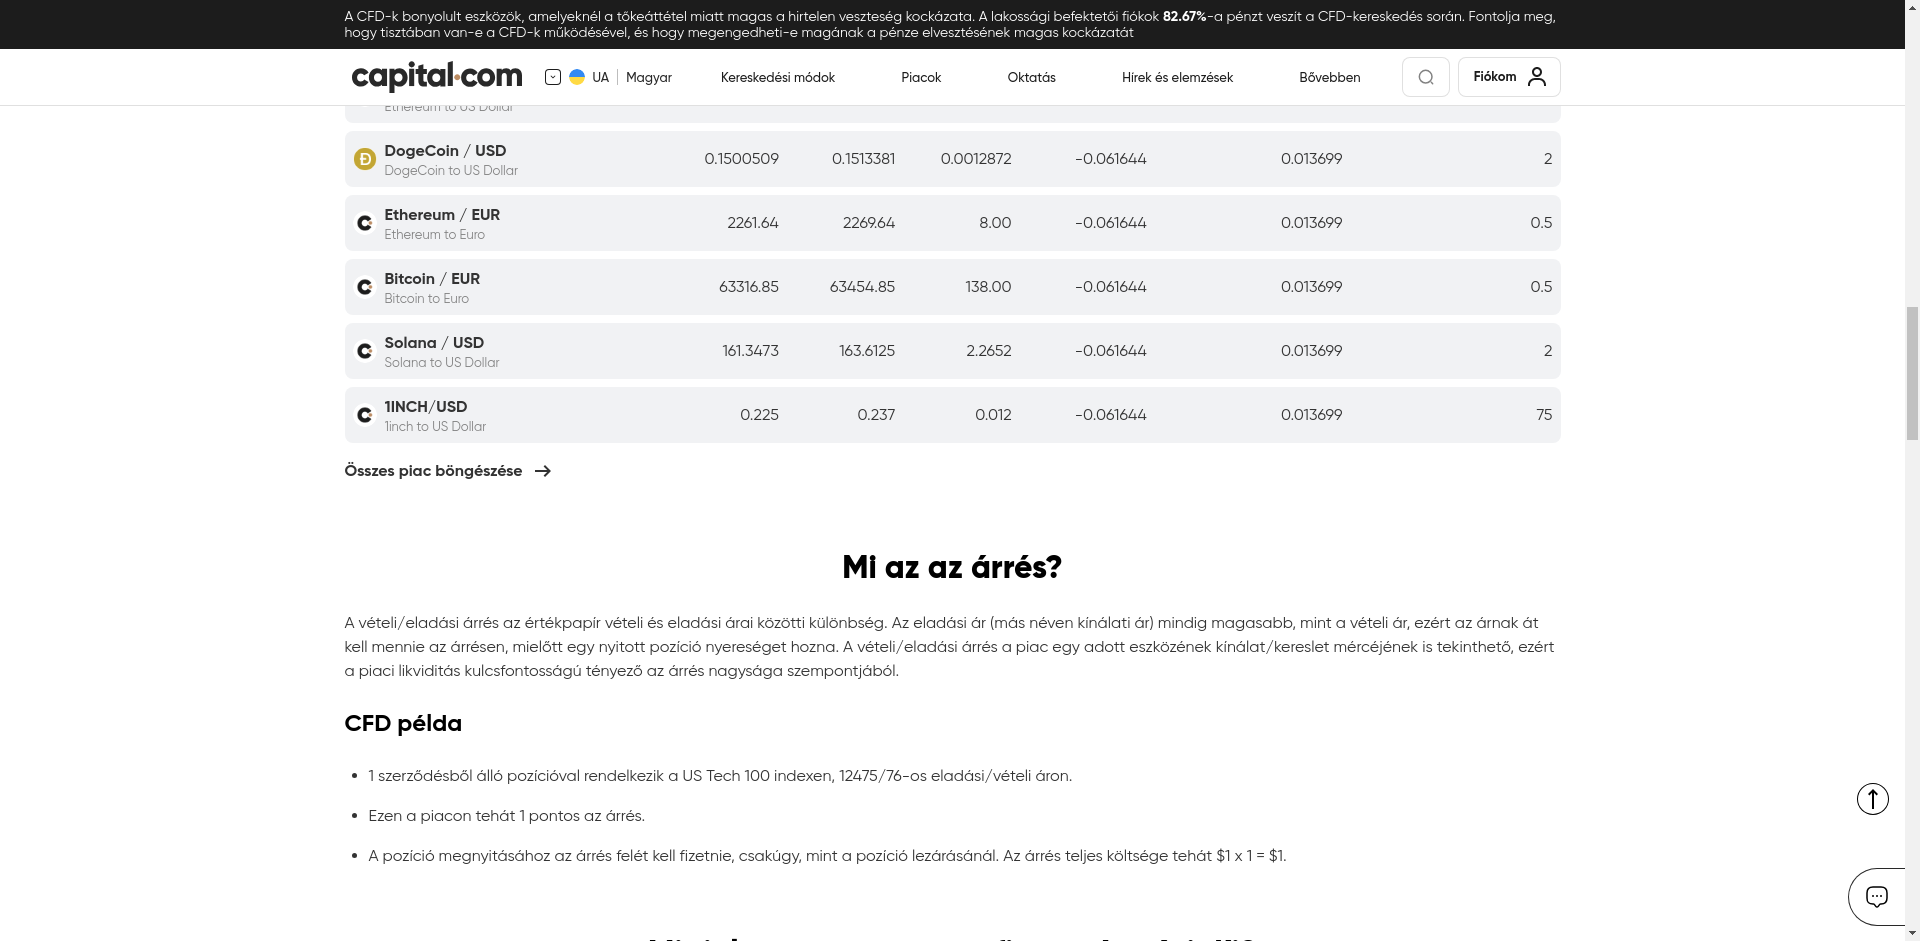 A CFD-k bonyolult eszközök, amelyeknél a tőkeáttétel miatt magas a hirtelen veszteség kockázata. A lakossági befektetői fiókok 82.67%-a pénzt veszít a CFD-kereskedés során. Fontolja meg,
hogy tisztában van-e a CFD-k működésével, és hogy megengedheti-e magának a pénze elvesztésének magas kockázatát
capital.com UA Magyar Kereskedési módok Piacok Oktatás Hírek és elemzések Bővebben Fiókom
Ethereum to US Dollar
DogeCoin / USD 0.1500509 0.1513381 0.0012872 -0.061644 0.013699 2
DogeCoin to US Dollar
Ethereum / EUR 2261.64 2269.64 8.00 -0.061644 0.013699 0.5
Ethereum to Euro
Bitcoin / EUR 63316.85 63454.85 138.00 -0.061644 0.013699 0.5
Bitcoin to Euro
Solana / USD 161.3473 163.6125 2.2652 -0.061644 0.013699 2
Solana to US Dollar
1INCH/USD 0.225 0.237 0.012 -0.061644 0.013699 75
1inch to US Dollar
Összes piac böngészése
Mi az az árrés?
A vételi/eladási árrés az értékpapír vételi és eladási árai közötti különbség. Az eladási ár (más néven kínálati ár) mindig magasabb, mint a vételi ár, ezért az árnak át
kell mennie az árrésen, mielőtt egy nyitott pozíció nyereséget hozna. A vételi/eladási árrés a piac egy adott eszközének kínálat/kereslet mércéjének is tekinthető, ezért
a piaci likviditás kulcsfontosságú tényező az árrés nagysága szempontjából.
CFD példa
• 1 szerződésből álló pozícióval rendelkezik a US Tech 100 indexen, 12475/76-os eladási/vételi áron.
• Ezen a piacon tehát 1 pontos az árrés.
• A pozíció megnyitásához az árrés felét kell fizetnie, csakúgy, mint a pozíció lezárásánál. Az árrés teljes költsége tehát $1 x 1 = $1.